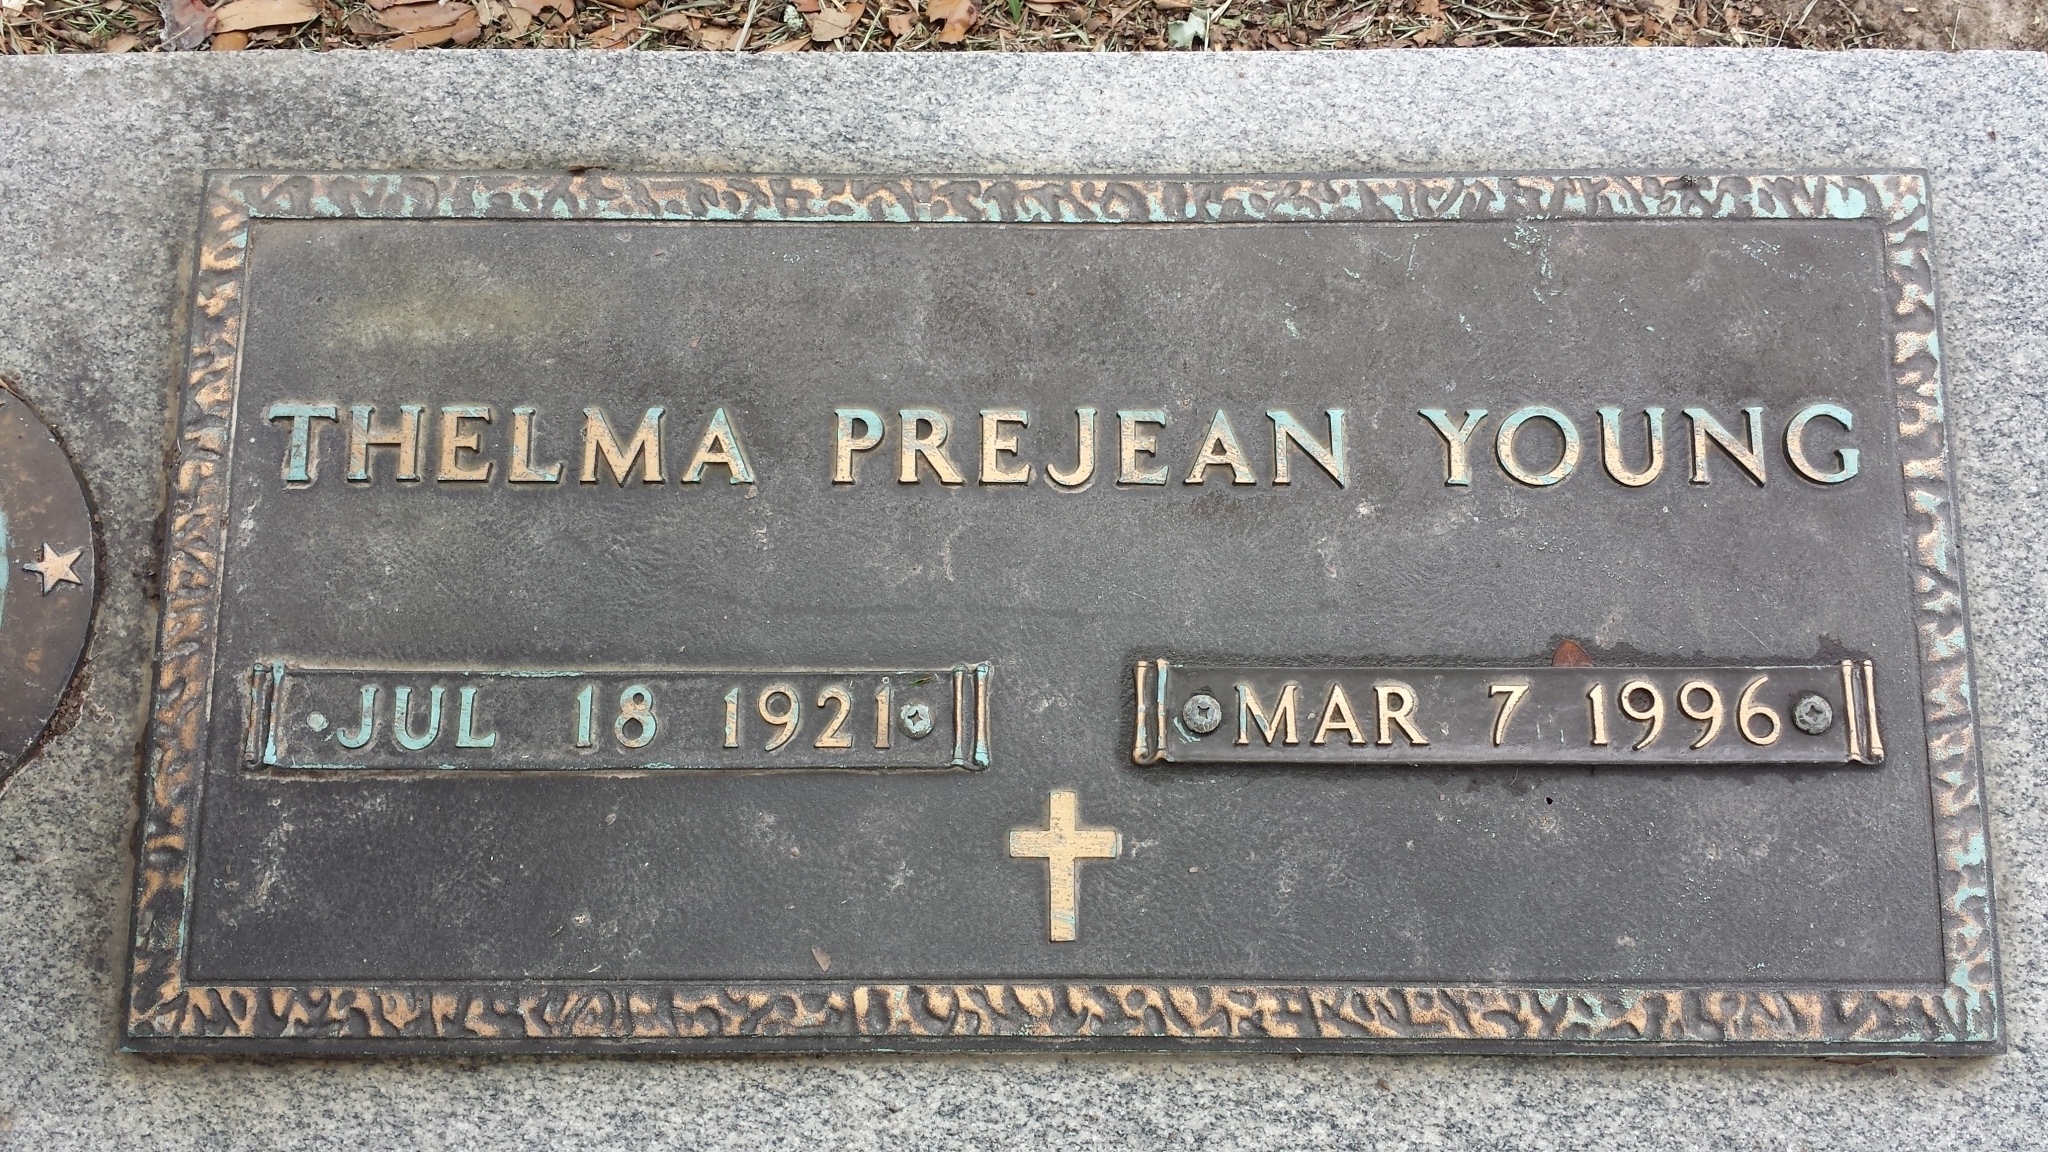 THELMA PREJEAN YOUNG
JUL 18 1921
MAR 7 1996